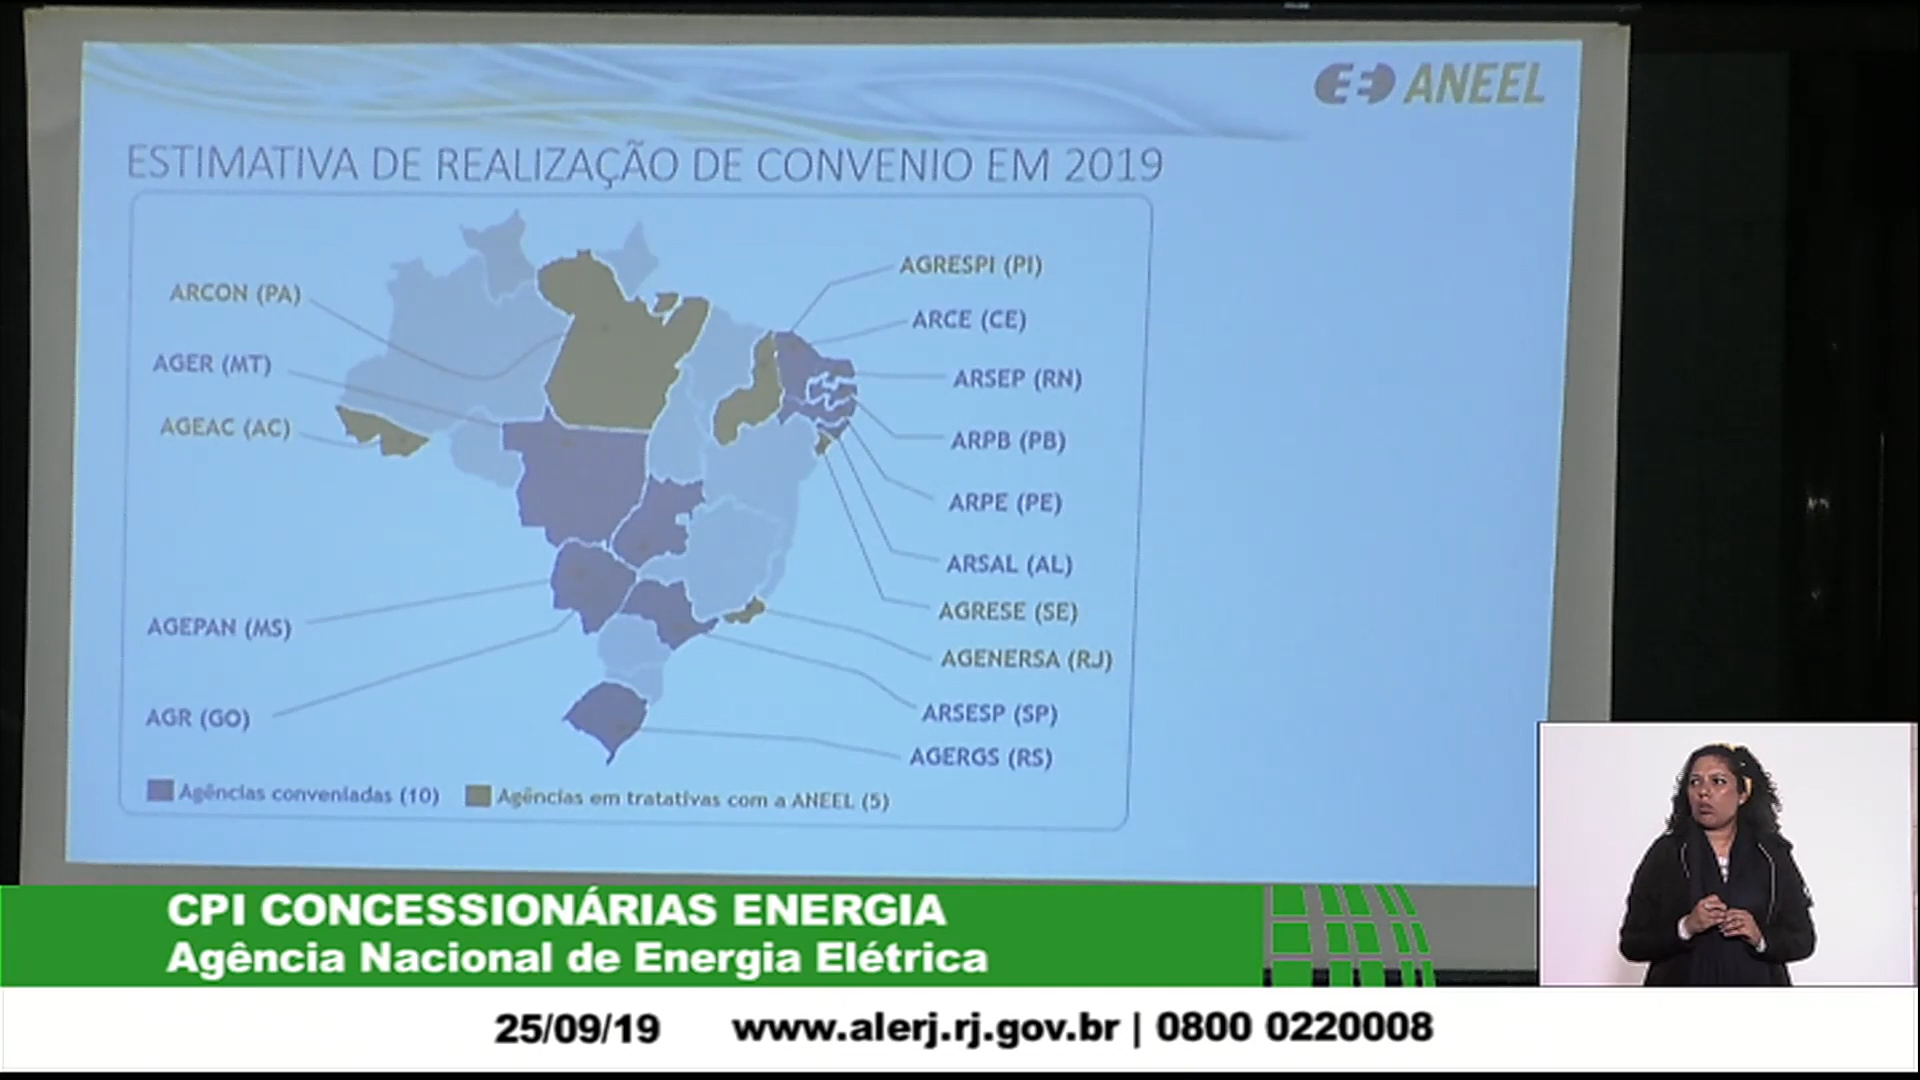 ANEEL
ESTIMATIVA DE REALIZAÇÃO DE CONVENIO EM 2019
ARCON (PA)
AGER (MT)
AGEAC (AC)
AGEPAN (MS)
AGR (GO)
AGRESPI (PI)
ARCE (CE)
ARSEP (RN)
ARPB (PB)
ARPE (PE)
ARSAL (AL)
AGRESE (SE)
AGENERSA (RJ)
ARSESP (SP)
AGERGS (RS)
Agências conveniadas (10)
Agências em tratativas com a ANEEL (5)
CPI CONCESSIONÁRIAS ENERGIA
Agência Nacional de Energia Elétrica
25/09/19 www.alerj.rj.gov.br | 0800 0220008